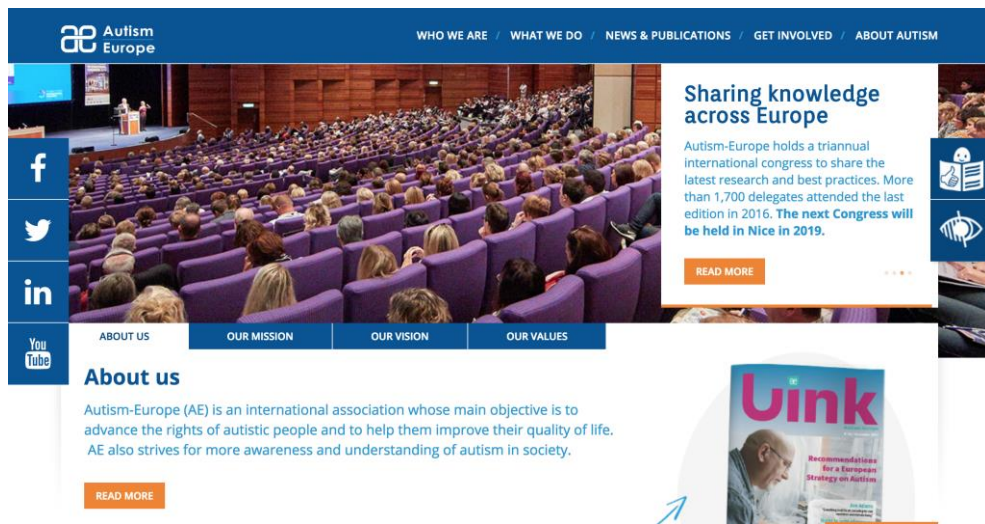 Autism
Europe
WHO WE ARE / WHAT WE DO / NEWS & PUBLICATIONS / GET INVOLVED / ABOUT AUTISM
Sharing knowledge
across Europe
Autism-Europe holds a triannual
international congress to share the
latest research and best practices. More
than 1,700 delegates attended the last
edition in 2016. The next Congress will
be held in Nice in 2019.
READ MORE
You
Tube
ABOUT US
OUR MISSION
OUR VISION
OUR VALUES
About us
Autism-Europe (AE) is an international association whose main objective is to
advance the rights of autistic people and to help them improve their quality of life.
AE also strives for more awareness and understanding of autism in society.
READ MORE
Link
Recommendations
for a European
Strategy on Autism